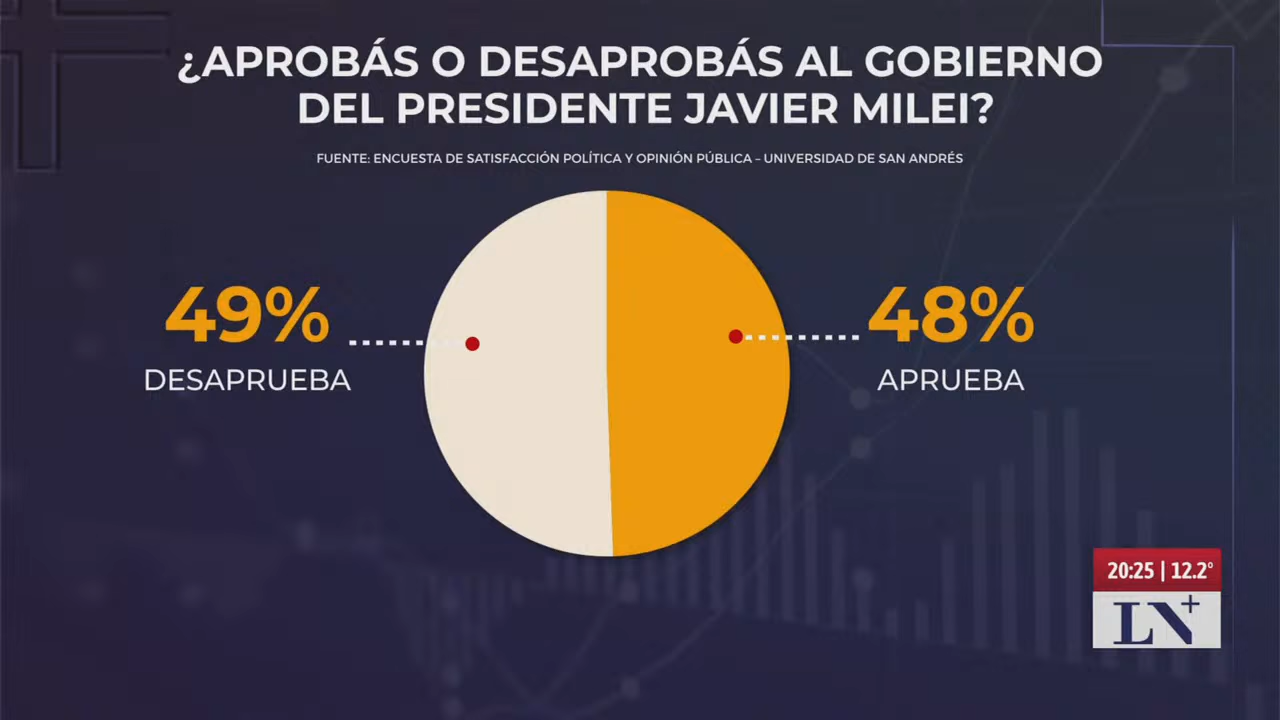 ¿APROBÁS O DESAPROBÁS AL GOBIERNO
DEL PRESIDENTE JAVIER MILEI?
FUENTE: ENCUESTA DE SATISFACCIÓN POLÍTICA Y OPINIÓN PÚBLICA – UNIVERSIDAD DE SAN ANDRÉS
49%
DESAPRUEBA
48%
APRUEBA
20:25 | 12.2°
LN+